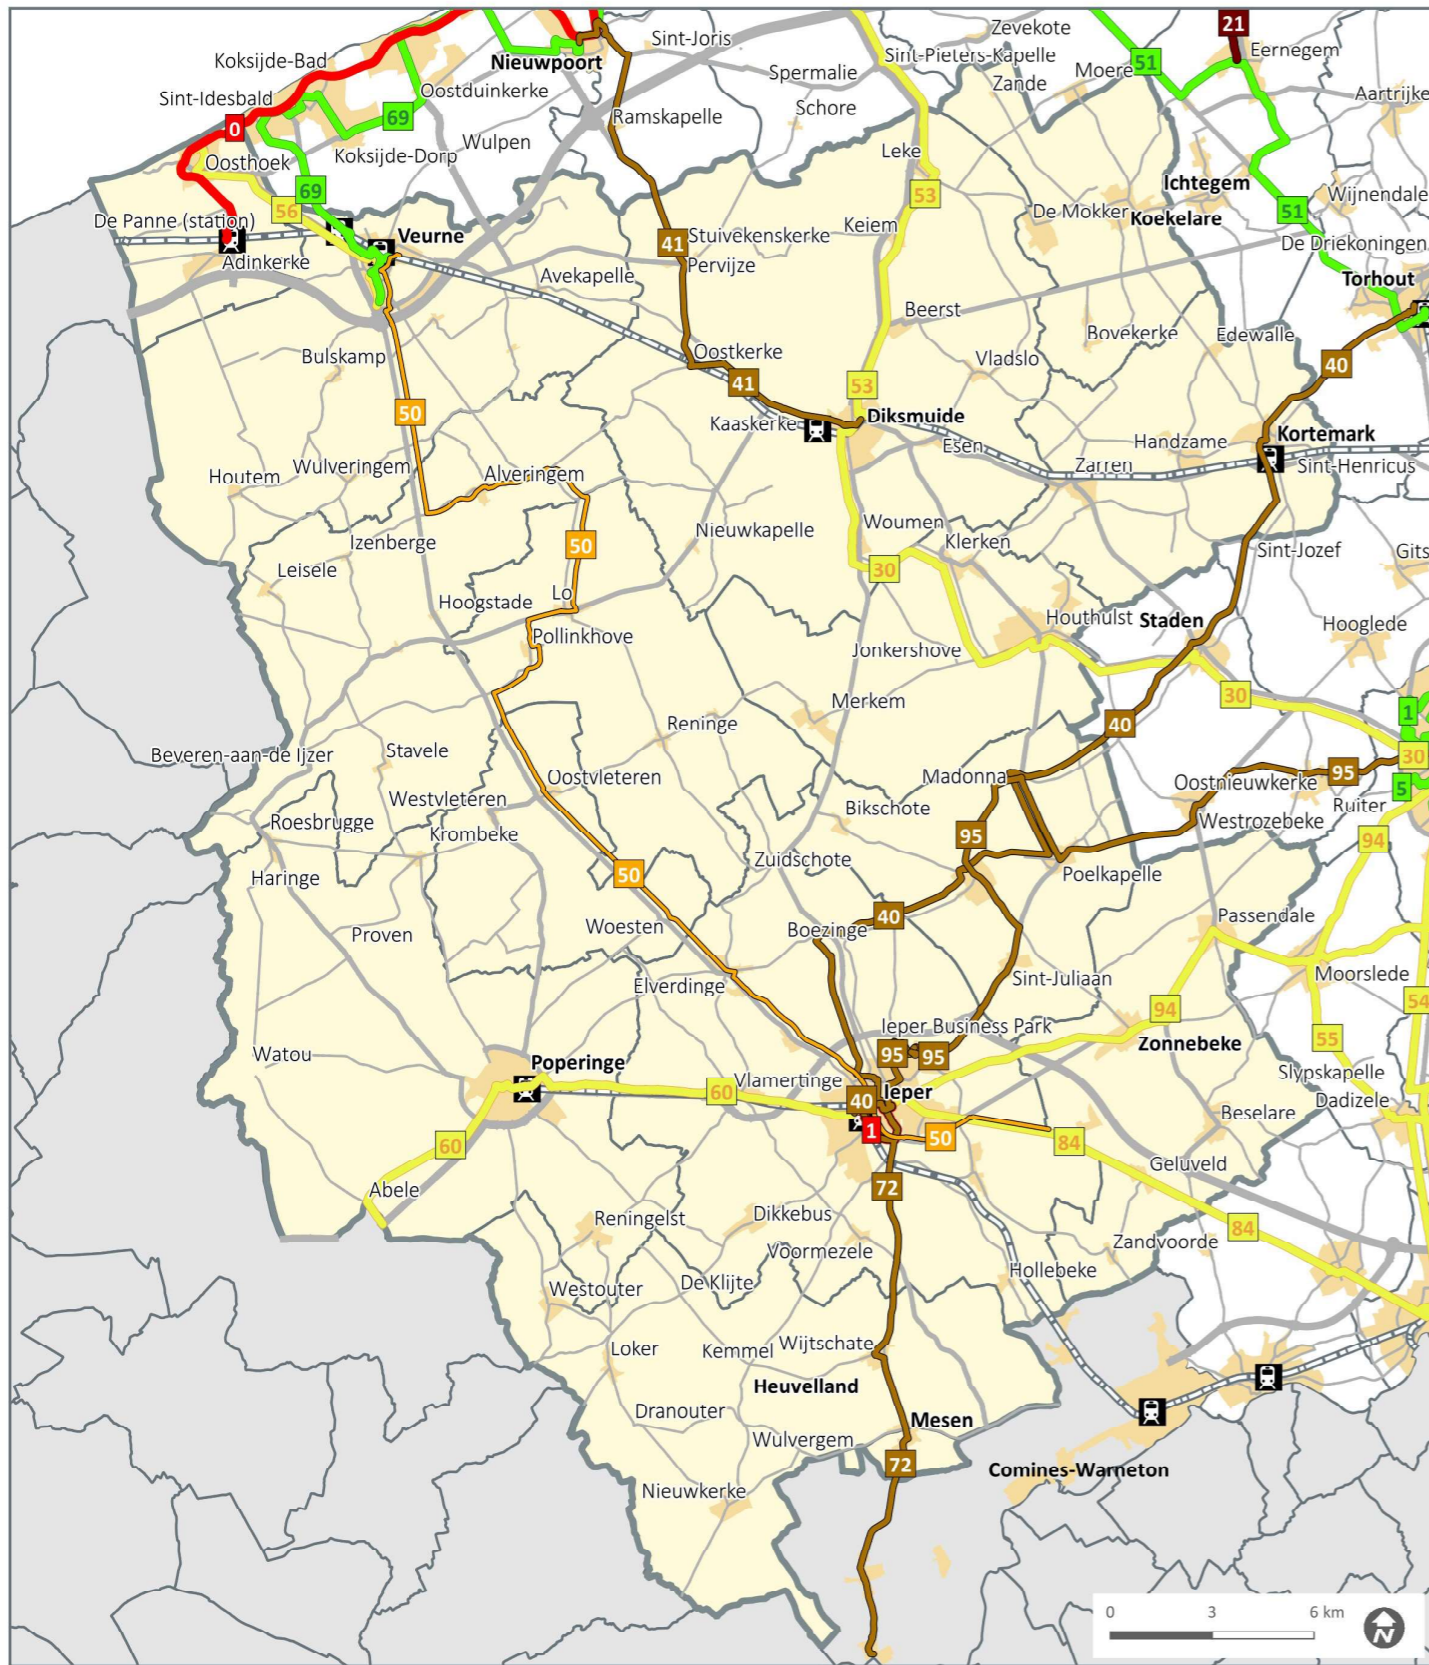 21
Zevekote
Sint-Joris
Eernegem
Koksijde-Bad
Nieuwpoort
Sint-Pieters-Kapelle
51
Moere
Spermalie
Zande
Sint-Idesbald
Oostduinkerke
Schore
Aartrijke
69
Ramskapelle
0
Wulpen
Leke
Oosthoek
Koksijde-Dorp
69
53
Ichtegem
Wijnendale
56
De Mokker
Koekelare
51
De Panne (station)
Veurne
41
Stuivekenskerke
Keiem
De Driekoningen
Adinkerke
Avekapelle
Pervijze
Torhout
Beerst
Bovekerke
Edewalle
Bulskamp
Oostkerke
Vladslo
40
41
53
50
Kaaskerke
Diksmuide
Esen
Handzame
Kortemark
Houtem
Wulveringem
Alveringem
Zarren
Sint-Henricus
Nieuwkapelle
Woumen
Izenberge
50
Klerken
Sint-Jozef
Gits
Leisele
30
Hoogstade
Lo
Houthulst
Staden
Hooglede
Pollinkhove
Jonkershove
30
Merkem
Reninge
40
1
Beveren-aan-de Ijzer
Stavele
30
Oostvleteren
Madonna
Oostnieuwkerke
95
5
Westvleteren
Bikschote
Ruiter
Roesbrugge
Krombeke
95
Westrozebeke
94
Zuidschote
Haringe
50
Poelkapelle
40
Passendale
Woesten
Boezinge
Proven
Sint-Juliaan
Moorslede
Elverdinge
54
94
Ieper Business Park
55
Watou
Poperinge
95
95
Zonnebeke
Vlamertinge
60
40
Ieper
Slypskapelle
Dadizele
1
50
84
Beselare
60
Geluveld
Abele
72
Reningelst
Dikkebus
84
Voormezele
Zandvoorde
Westouter
De Klijte
Hollebeke
Loker
Kemmel
Wijtschate
Heuvelland
Dranouter
Mesen
Wulvergem
72
Comines-Warneton
Nieuwkerke
0 3 6 km
N